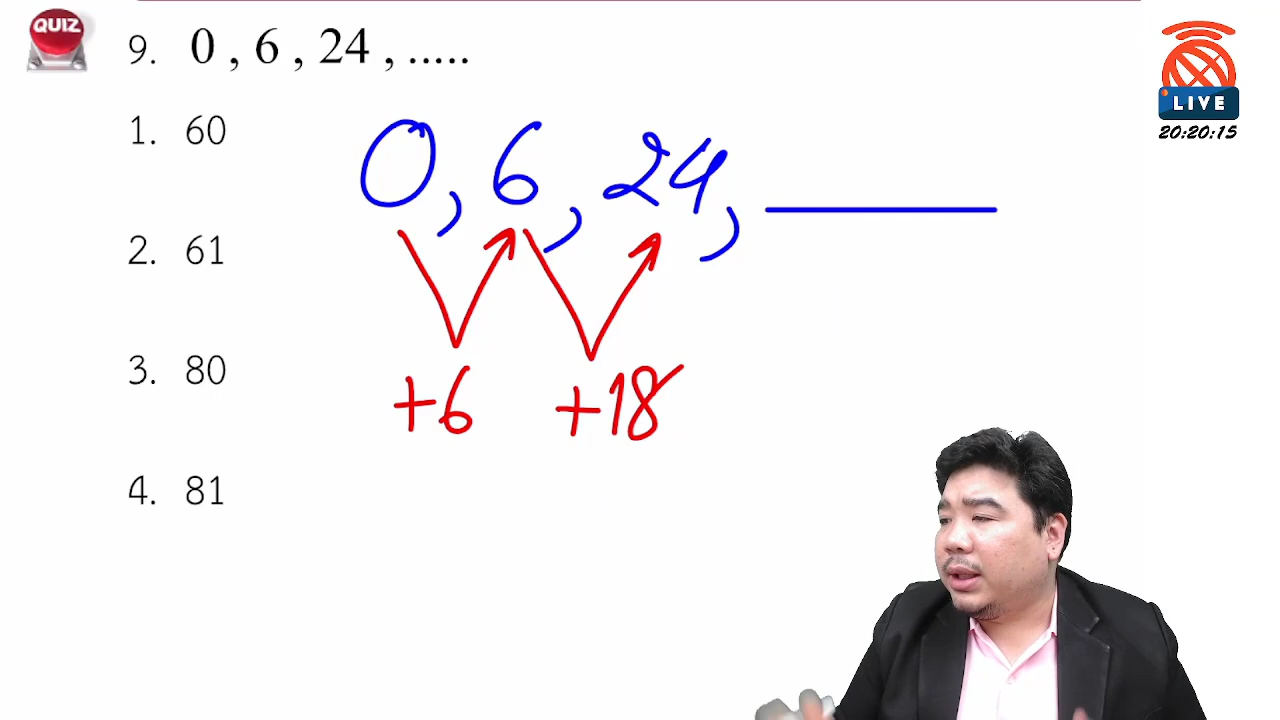 QUIZ
9. 0 , 6 , 24 , .....
LIVE
20:20:15
1. 60
0, 6, 24, ______
2. 61
3. 80
+6 +18
4. 81